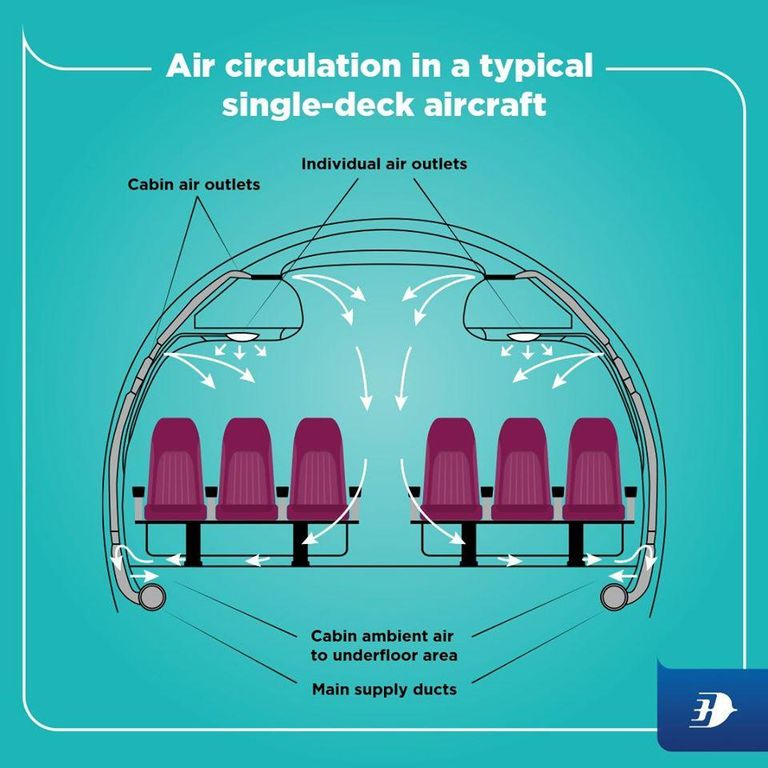 Air circulation in a typical
single-deck aircraft
Individual air outlets
Cabin air outlets
Cabin ambient air
to underfloor area
Main supply ducts